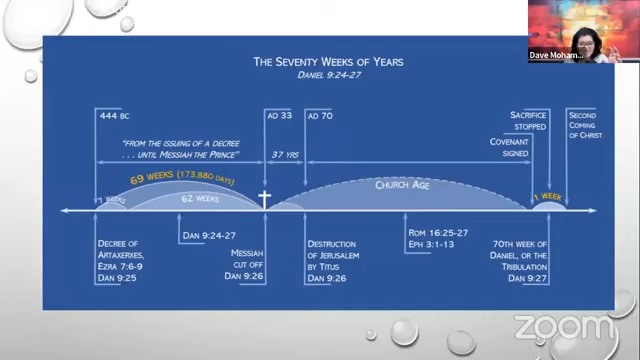 Dave Moham...
THE SEVENTY WEEKS OF YEARS
DANIEL 9:24-27
444 BC
AD 33
AD 70
SACRIFICE
STOPPED
SECOND
COMING
OF CHRIST
COVENANT
SIGNED
"FROM THE ISSUING OF A DECREE
. . . UNTIL MESSIAH THE PRINCE"
37 YRS
69 WEEKS (173,880 DAYS)
7 WEEKS
62 WEEKS
CHURCH AGE
1 WEEK
DECREE OF
ARTAXERXES,
EZRA 7:6-9
DAN 9:25
DAN 9:24-27
MESSIAH
CUT OFF
DAN 9:26
DESTRUCTION
OF JERUSALEM
BY TITUS
DAN 9:26
ROM 16:25-27
EPH 3:1-13
70TH WEEK OF
DANIEL, OR THE
TRIBULATION
DAN 9:27
zoom